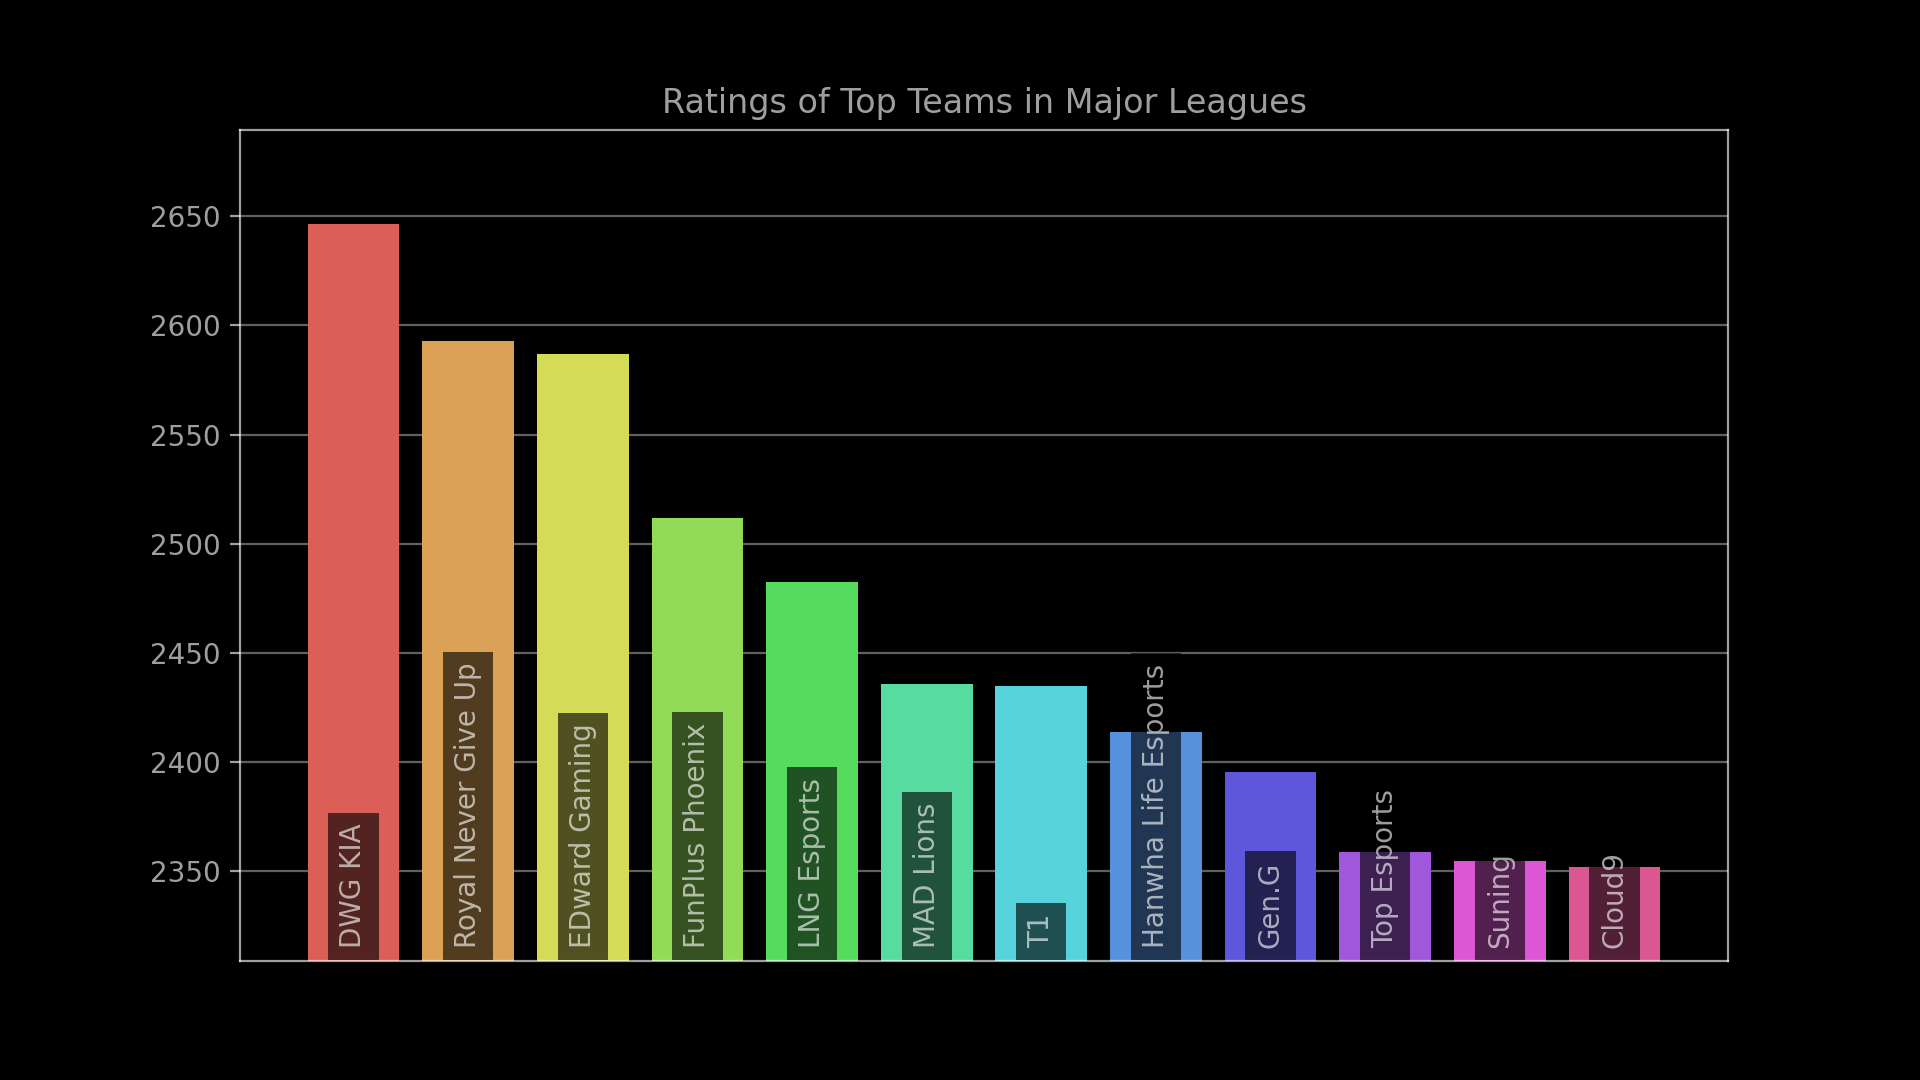 Ratings of Top Teams in Major Leagues
2650
2600
2550
2500
2450
2400
2350
DWG KIA
Royal Never Give Up
EDward Gaming
FunPlus Phoenix
LNG Esports
MAD Lions
T1
Hanwha Life Esports
Gen.G
Top Esports
Suning
Cloud9